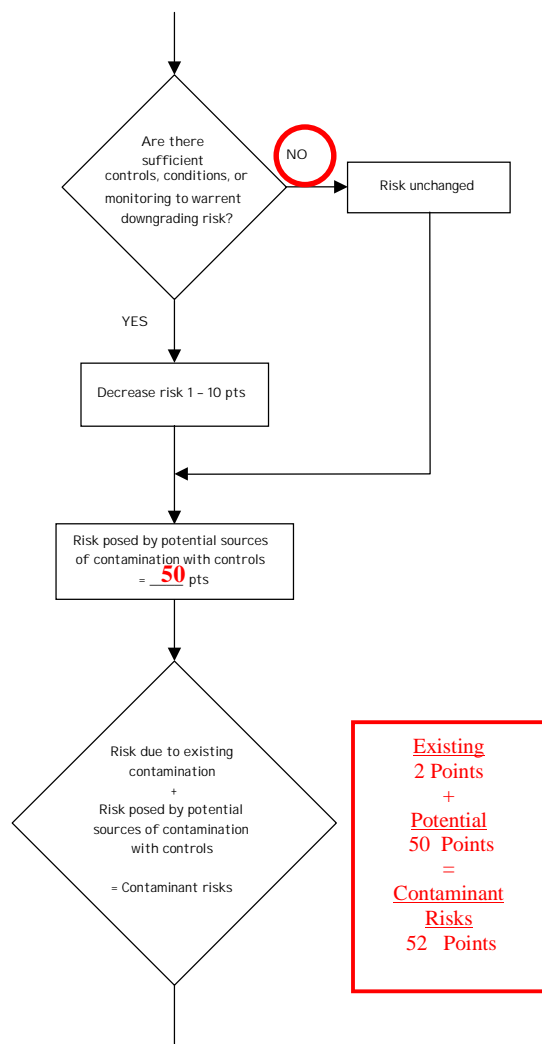 Are there
sufficient
controls, conditions, or
monitoring to warrent
downgrading risk?
NO
Risk unchanged
YES
Decrease risk 1 – 10 pts
Risk posed by potential sources
of contamination with controls
= 50 pts
Risk due to existing
contamination
+
Risk posed by potential
sources of contamination
with controls
= Contaminant risks
Existing
2 Points
+
Potential
50 Points
=
Contaminant
Risks
52 Points